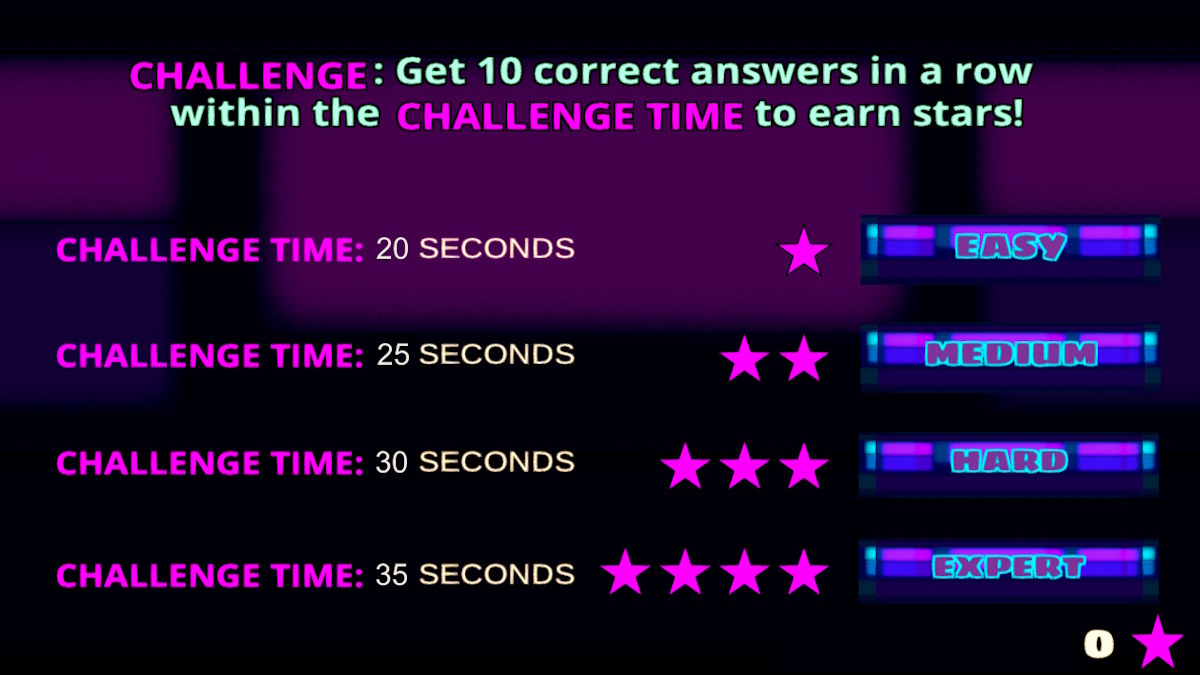 CHALLENGE: Get 10 correct answers in a row
within the CHALLENGE TIME to earn stars!
CHALLENGE TIME: 20 SECONDS EASY
CHALLENGE TIME: 25 SECONDS MEDIUM
CHALLENGE TIME: 30 SECONDS HARD
CHALLENGE TIME: 35 SECONDS EXPERT
0